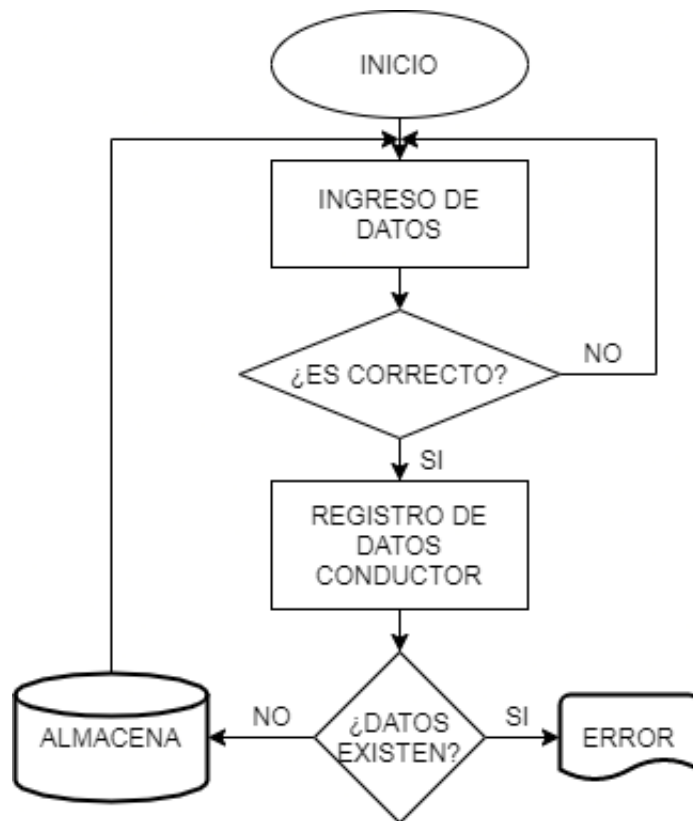 INICIO
INGRESO DE
DATOS
¿ES CORRECTO?
NO
SI
REGISTRO DE
DATOS
CONDUCTOR
ALMACENA
NO
¿DATOS
EXISTEN?
SI
ERROR